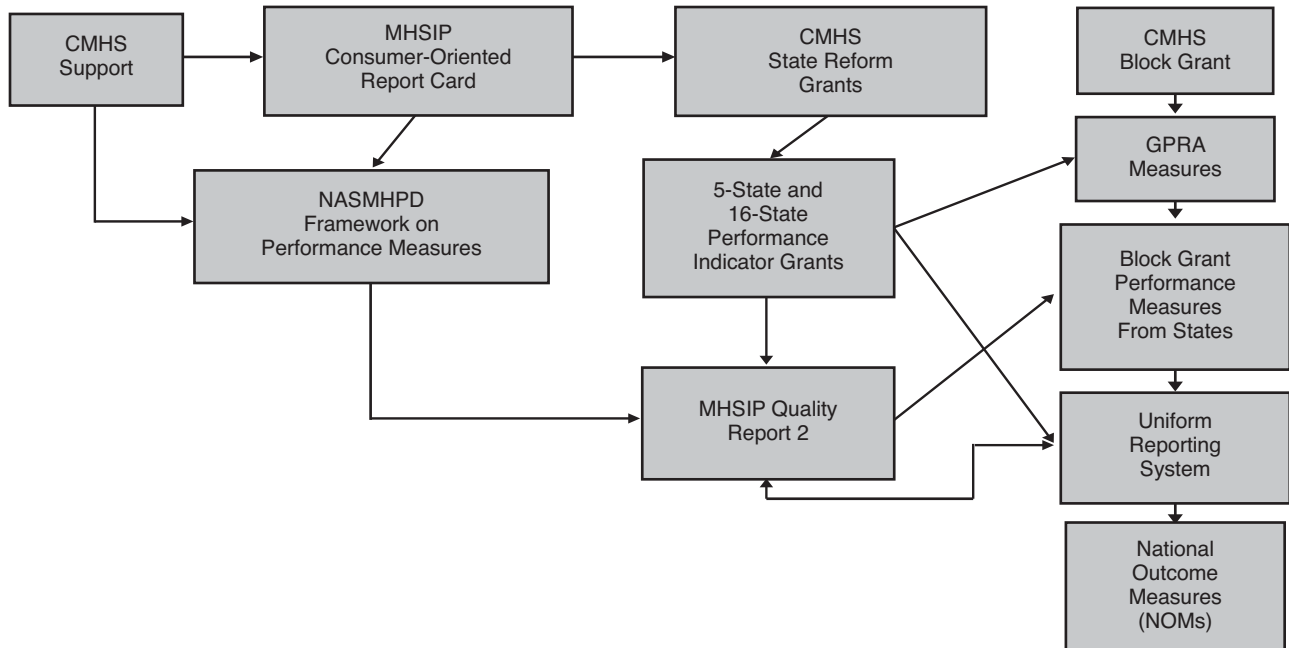 CMHS
Support
MHSIP
Consumer-Oriented
Report Card
CMHS
State Reform
Grants
CMHS
Block Grant
GPRA
Measures
NASMHPD
Framework on
Performance Measures
5-State and
16-State
Performance
Indicator Grants
Block Grant
Performance
Measures
From States
MHSIP Quality
Report 2
Uniform
Reporting
System
National
Outcome
Measures
(NOMs)